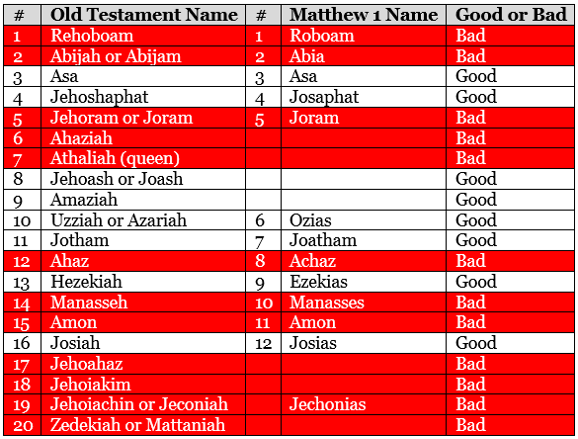 # Old Testament Name # Matthew 1 Name Good or Bad
1 Rehoboam 1 Roboam Bad
2 Abijah or Abijam 2 Abia Bad
3 Asa 3 Asa Good
4 Jehoshaphat 4 Josaphat Good
5 Jehoram or Joram 5 Joram Bad
6 Ahaziah Bad
7 Athaliah (queen) Bad
8 Jehoash or Joash Good
9 Amaziah Good
10 Uzziah or Azariah 6 Ozias Good
11 Jotham 7 Joatham Good
12 Ahaz 8 Achaz Bad
13 Hezekiah 9 Ezekias Good
14 Manasseh 10 Manasses Bad
15 Amon 11 Amon Bad
16 Josiah 12 Josias Good
17 Jehoahaz Bad
18 Jehoiakim Bad
19 Jehoiachin or Jeconiah Jechonias Bad
20 Zedekiah or Mattaniah Bad